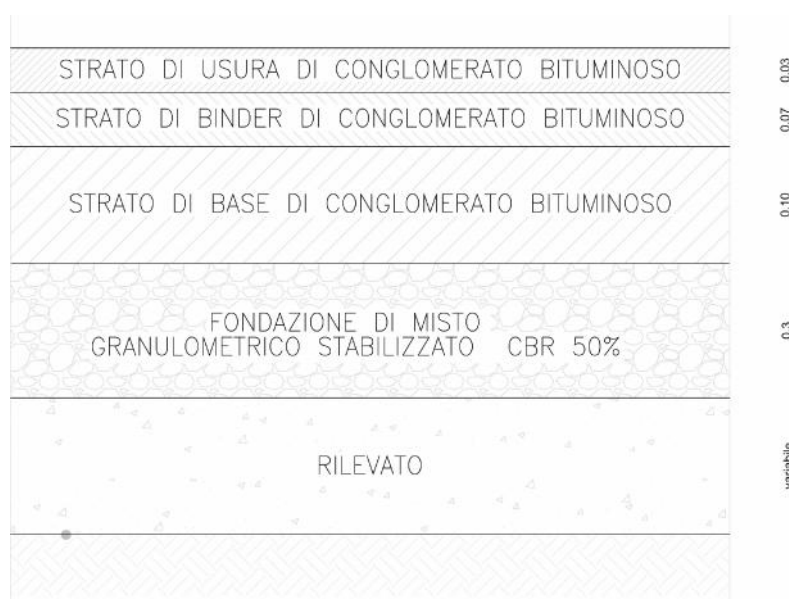 STRATO DI USURA DI CONGLOMERATO BITUMINOSO
0.03
STRATO DI BINDER DI CONGLOMERATO BITUMINOSO
0.07
STRATO DI BASE DI CONGLOMERATO BITUMINOSO
0.10
FONDAZIONE DI MISTO
GRANULOMETRICO STABILIZZATO CBR 50%
0.3
RILEVATO
variabile